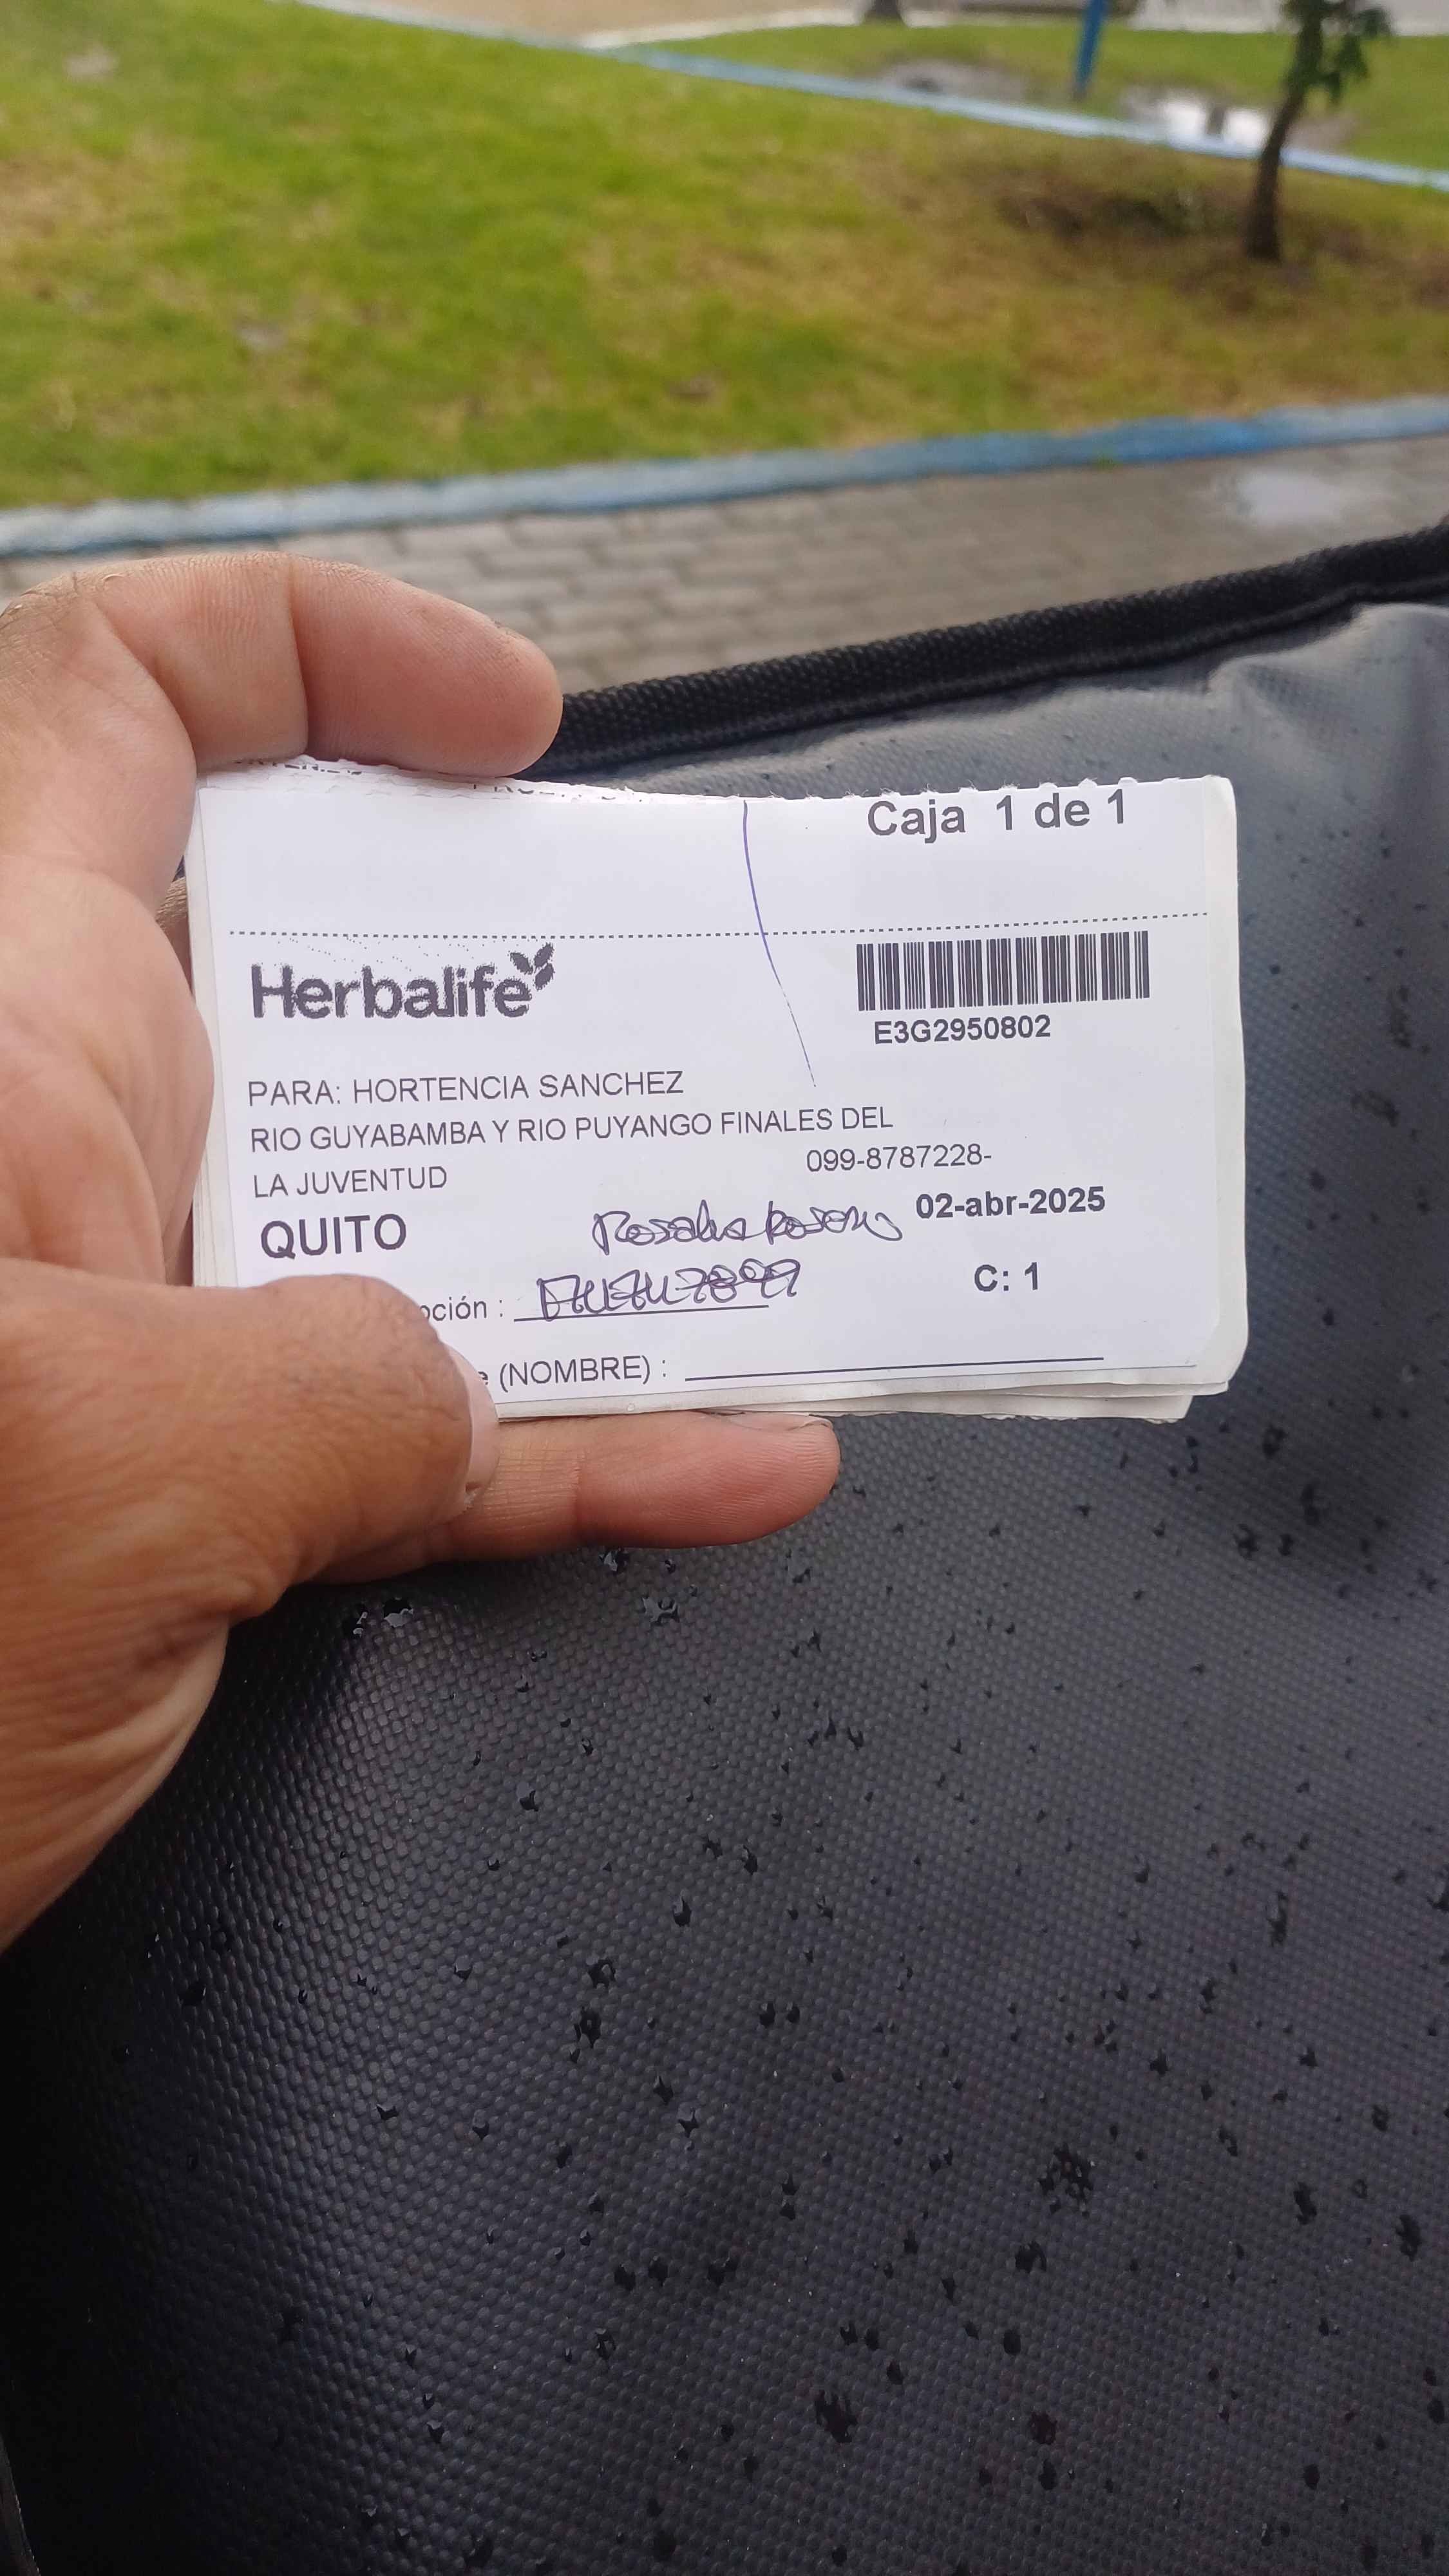 Caja 1 de 1
Herbalife
E3G2950802
PARA: HORTENCIA SANCHEZ
RIO GUYABAMBA Y RIO PUYANGO FINALES DEL
LA JUVENTUD
099-8787228-
QUITO
02-abr-2025
C: 1
pción :
e (NOMBRE) :